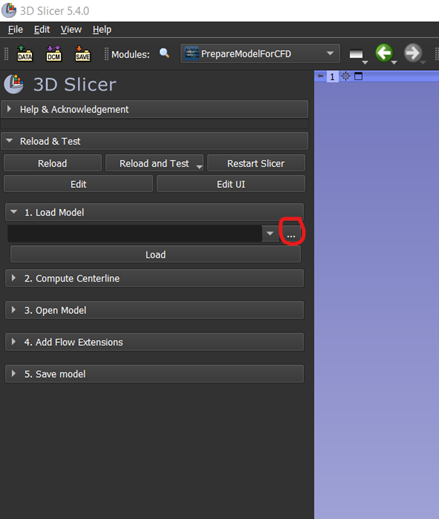 3D Slicer 5.4.0
File Edit View Help
DATA DCM SAVE Modules: PrepareModelForCFD
1
3D Slicer
Help & Acknowledgement
Reload & Test
Reload Reload and Test Restart Slicer
Edit Edit UI
1. Load Model
...
Load
2. Compute Centerline
3. Open Model
4. Add Flow Extensions
5. Save model